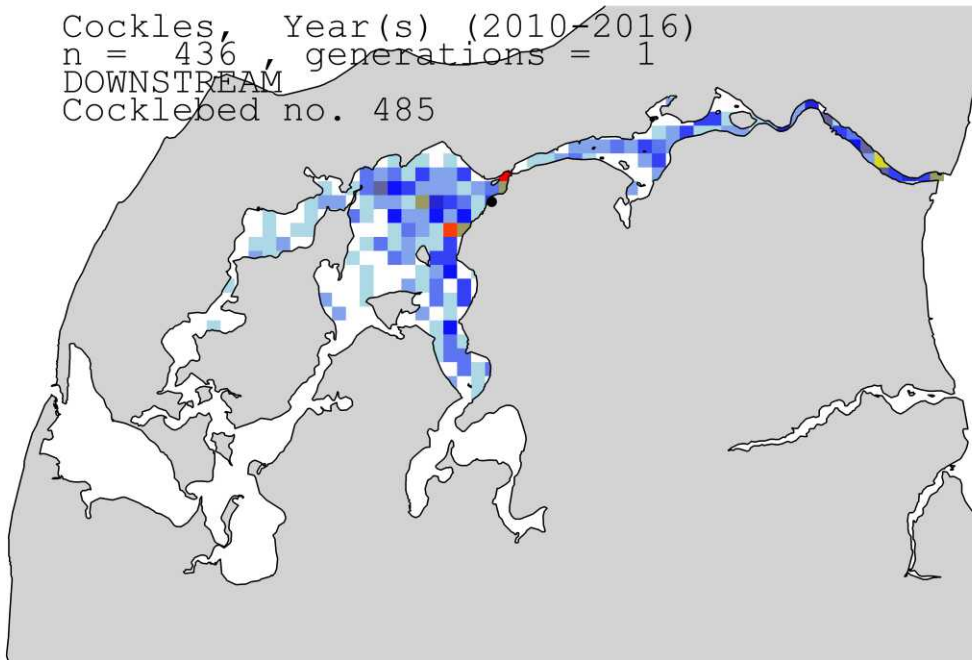 Cockles, Year(s) (2010-2016)
n = 436 , generations = 1
DOWNSTREAM
Cocklebed no. 485